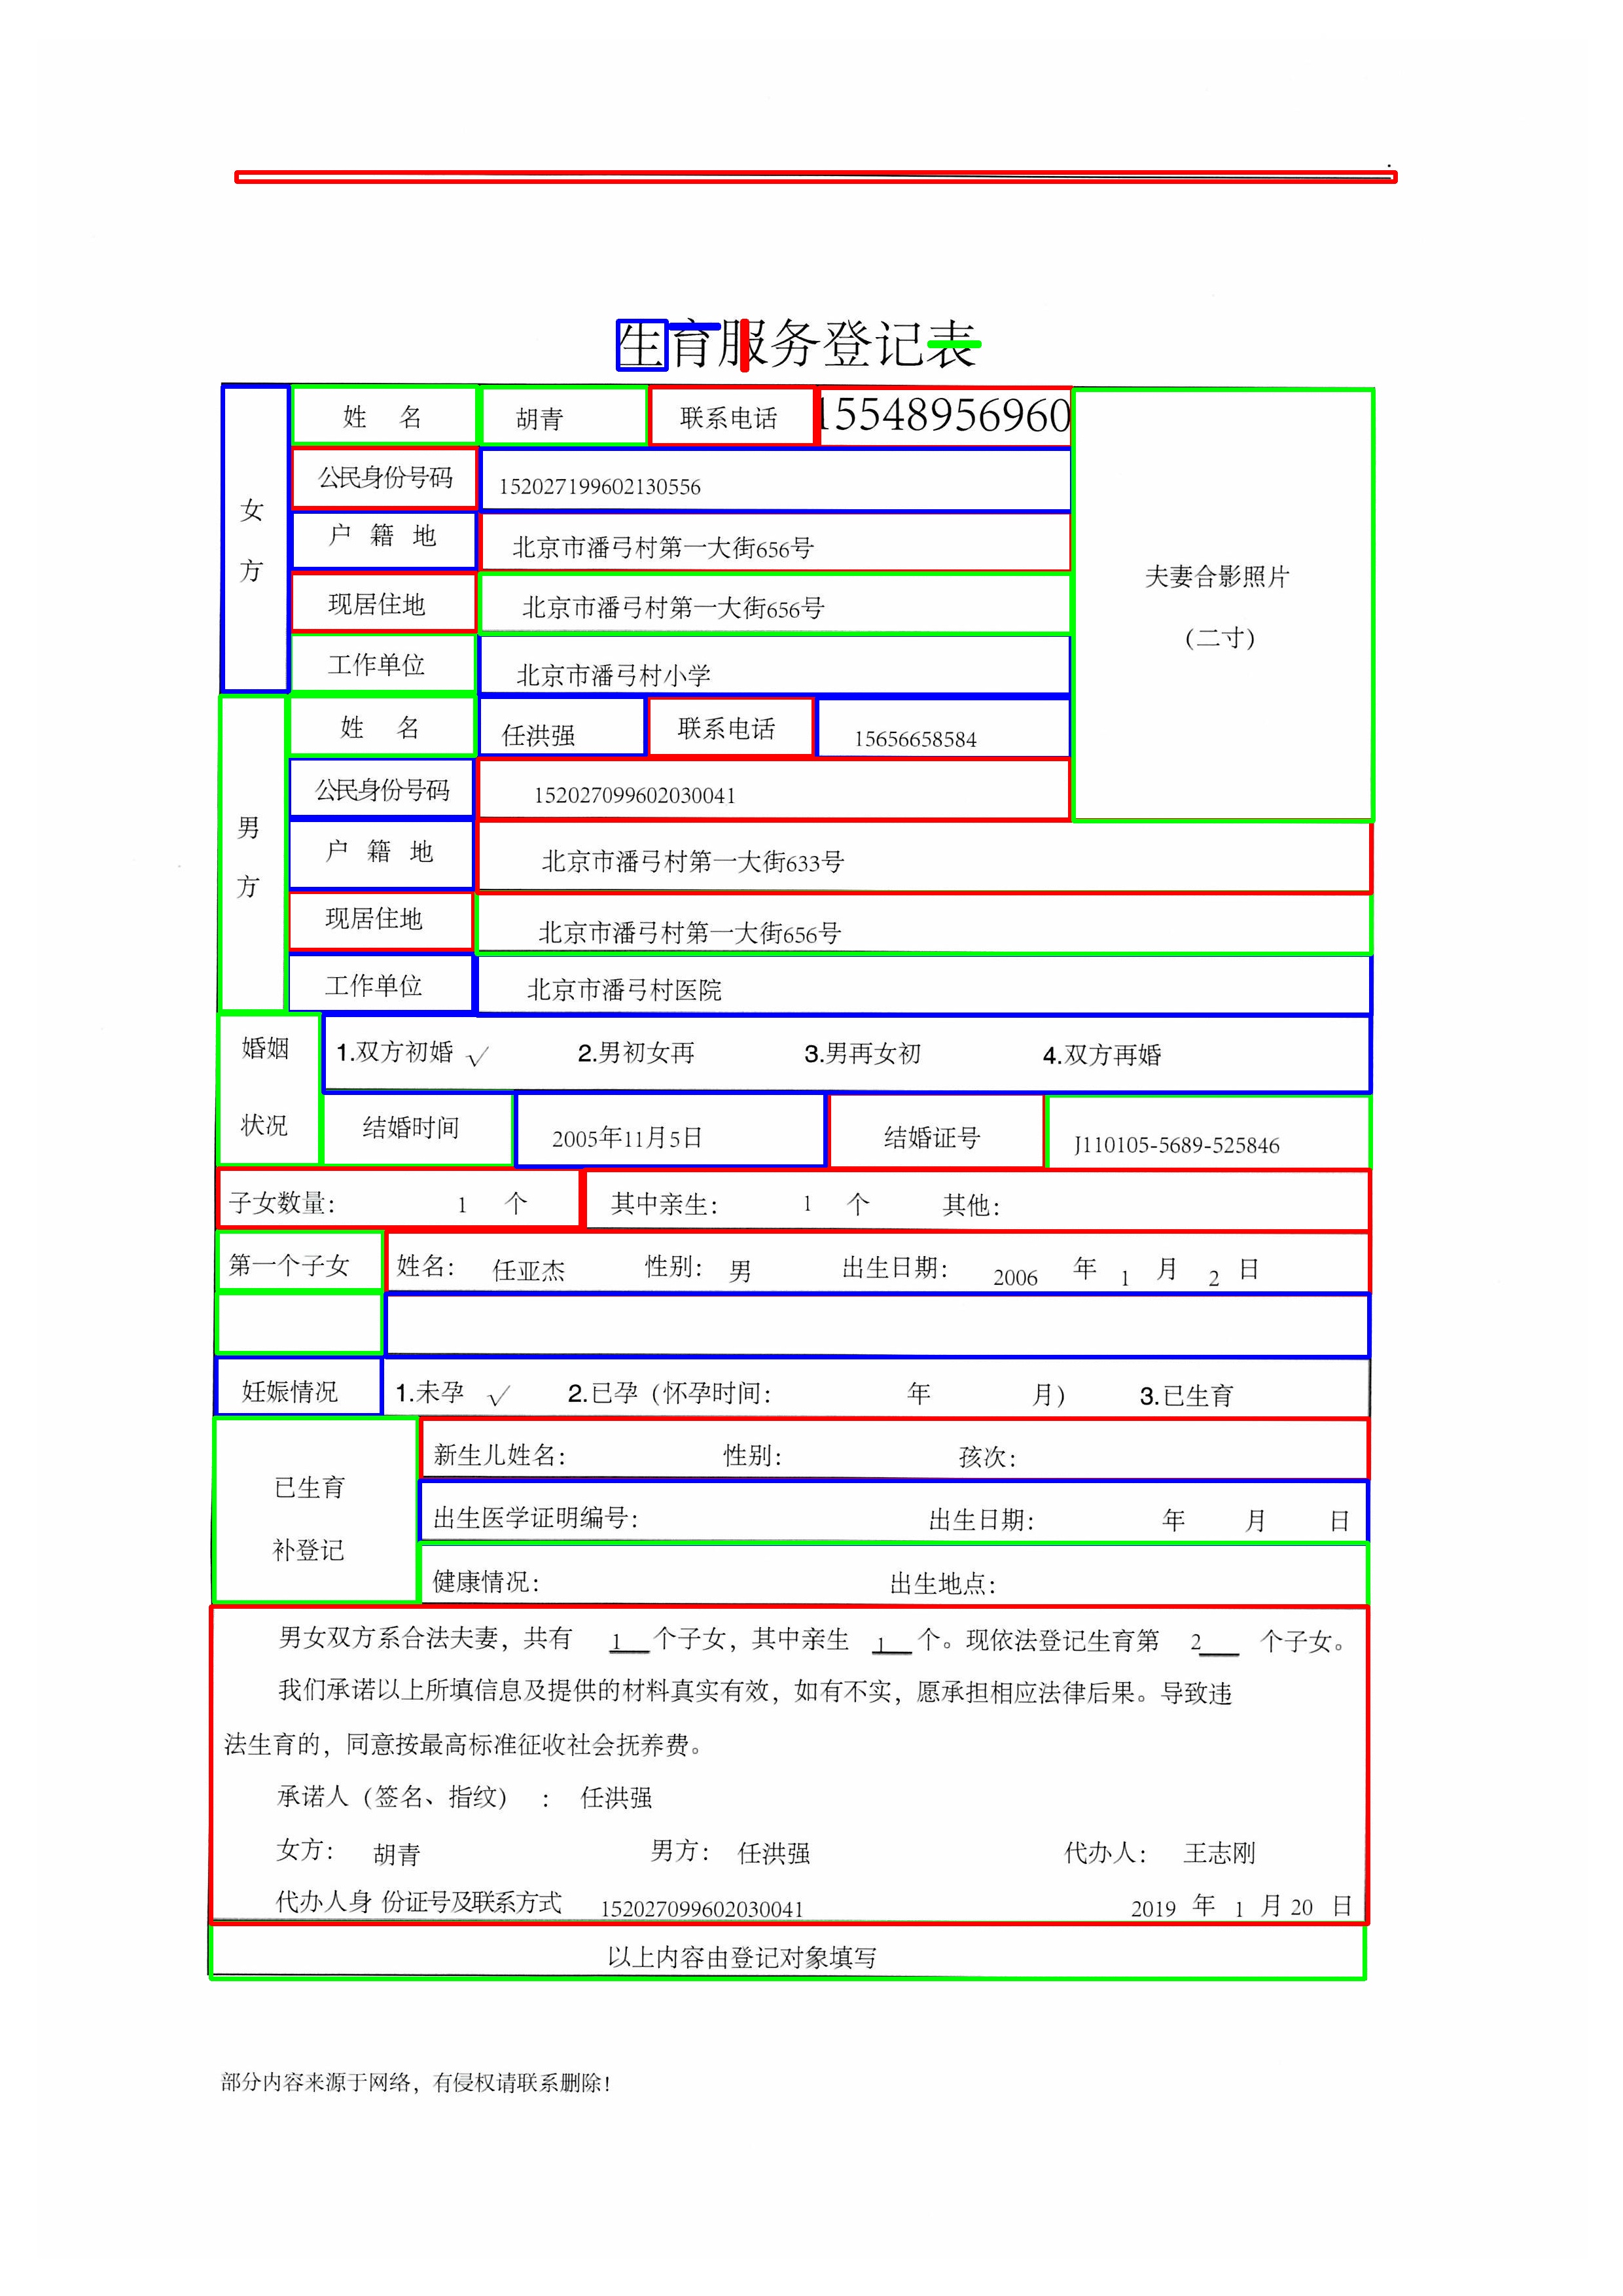 生育服务登记表
女方
姓 名 胡青 联系电话 15548956960
公民身份号码 152027199602130556
户 籍 地 北京市潘弓村第一大街656号
现居住地 北京市潘弓村第一大街656号
工作单位 北京市潘弓村小学
夫妻合影照片
(二寸)
男方
姓 名 任洪强 联系电话 15656658584
公民身份号码 152027099602030041
户 籍 地 北京市潘弓村第一大街633号
现居住地 北京市潘弓村第一大街656号
工作单位 北京市潘弓村医院
婚姻状况
1.双方初婚 √ 2.男初女再 3.男再女初 4.双方再婚
结婚时间 2005年11月5日 结婚证号 J110105-5689-525846
子女数量: 1 个 其中亲生: 1 个 其他:
第一个子女 姓名: 任亚杰 性别: 男 出生日期: 2006 年 1 月 2 日
妊娠情况 1.未孕 √ 2.已孕(怀孕时间: 年 月) 3.已生育
已生育
补登记
新生儿姓名: 性别: 孩次:
出生医学证明编号: 出生日期: 年 月 日
健康情况: 出生地点:
男女双方系合法夫妻，共有 1 个子女，其中亲生 1 个。现依法登记生育第 2 个子女。
我们承诺以上所填信息及提供的材料真实有效，如有不实，愿承担相应法律后果。导致违
法生育的，同意按最高标准征收社会抚养费。
承诺人(签名、指纹) : 任洪强
女方: 胡青 男方: 任洪强 代办人: 王志刚
代办人身 份证号及联系方式 152027099602030041 2019 年 1 月 20 日
以上内容由登记对象填写
部分内容来源于网络，有侵权请联系删除!